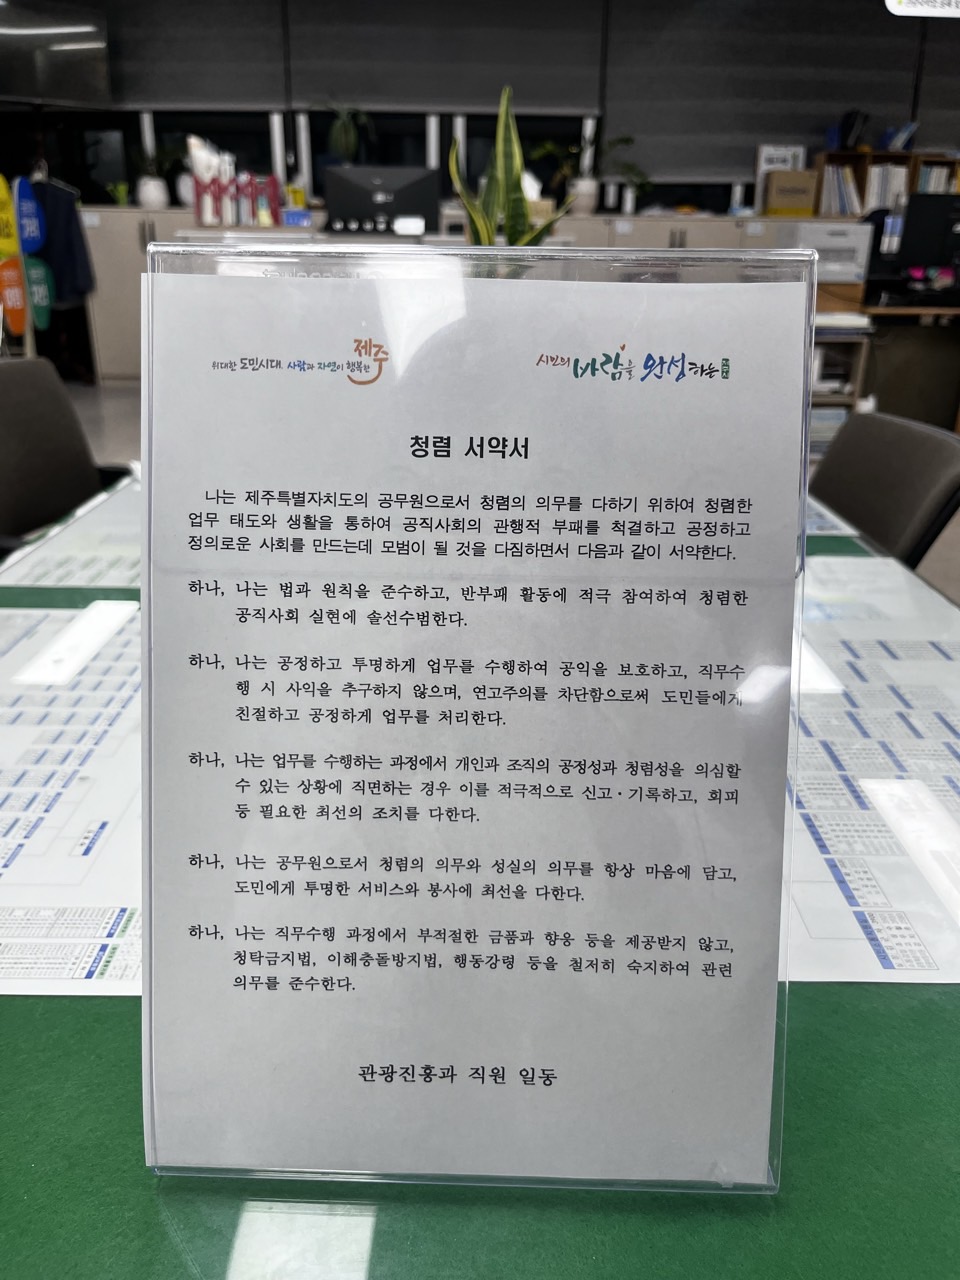 위대한 도민시대, 사람과 자연이 행복한 제주
시민의 바람을 완성하는
청렴 서약서
나는 제주특별자치도의 공무원으로서 청렴의 의무를 다하기 위하여 청렴한
업무 태도와 생활을 통하여 공직사회의 관행적 부패를 척결하고 공정하고
정의로운 사회를 만드는데 모범이 될 것을 다짐하면서 다음과 같이 서약한다.
하나, 나는 법과 원칙을 준수하고, 반부패 활동에 적극 참여하여 청렴한
공직사회 실현에 솔선수범한다.
하나, 나는 공정하고 투명하게 업무를 수행하여 공익을 보호하고, 직무수
행 시 사익을 추구하지 않으며, 연고주의를 차단함으로써 도민들에게
친절하고 공정하게 업무를 처리한다.
하나, 나는 업무를 수행하는 과정에서 개인과 조직의 공정성과 청렴성을 의심할
수 있는 상황에 직면하는 경우 이를 적극적으로 신고·기록하고, 회피
등 필요한 최선의 조치를 다한다.
하나, 나는 공무원으로서 청렴의 의무와 성실의 의무를 항상 마음에 담고,
도민에게 투명한 서비스와 봉사에 최선을 다한다.
하나, 나는 직무수행 과정에서 부적절한 금품과 향응 등을 제공받지 않고,
청탁금지법, 이해충돌방지법, 행동강령 등을 철저히 숙지하여 관련
의무를 준수한다.
관광진흥과 직원 일동